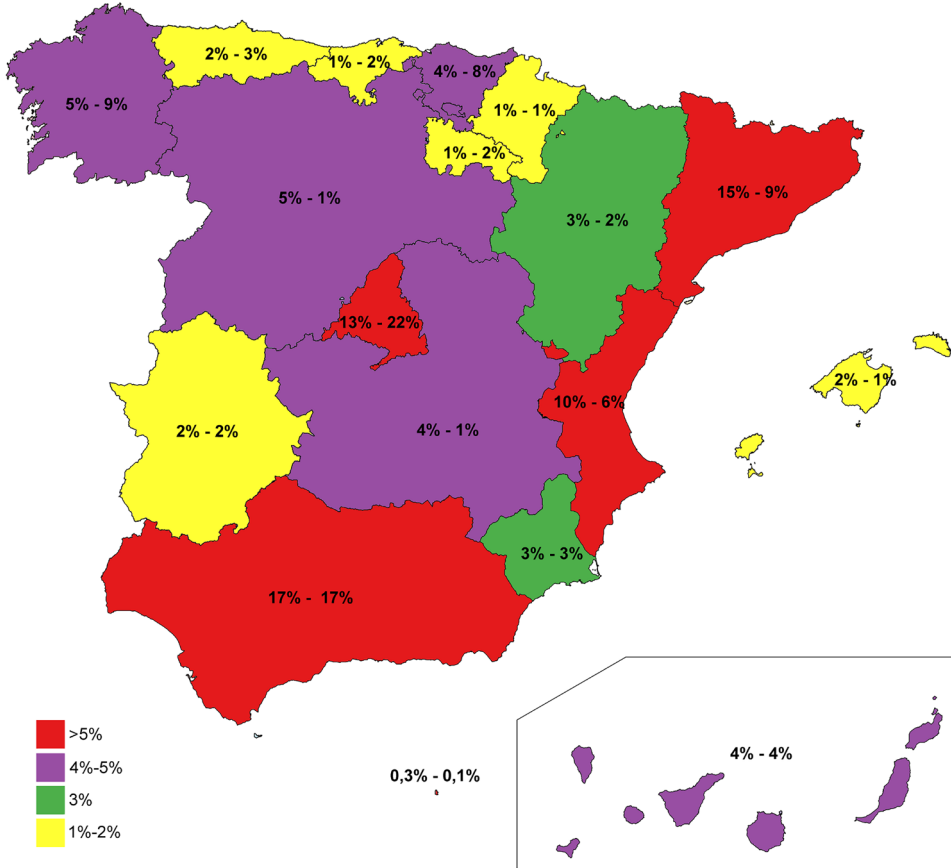 2% - 3%
1% - 2%
4% - 8%
5% - 9%
1% - 1%
1% - 2%
15% - 9%
5% - 1%
3% - 2%
13% - 22%
2% - 1%
10% - 6%
2% - 2%
4% - 1%
3% - 3%
17% - 17%
>5%
4%-5%
3%
1%-2%
0,3% - 0,1%
4% - 4%